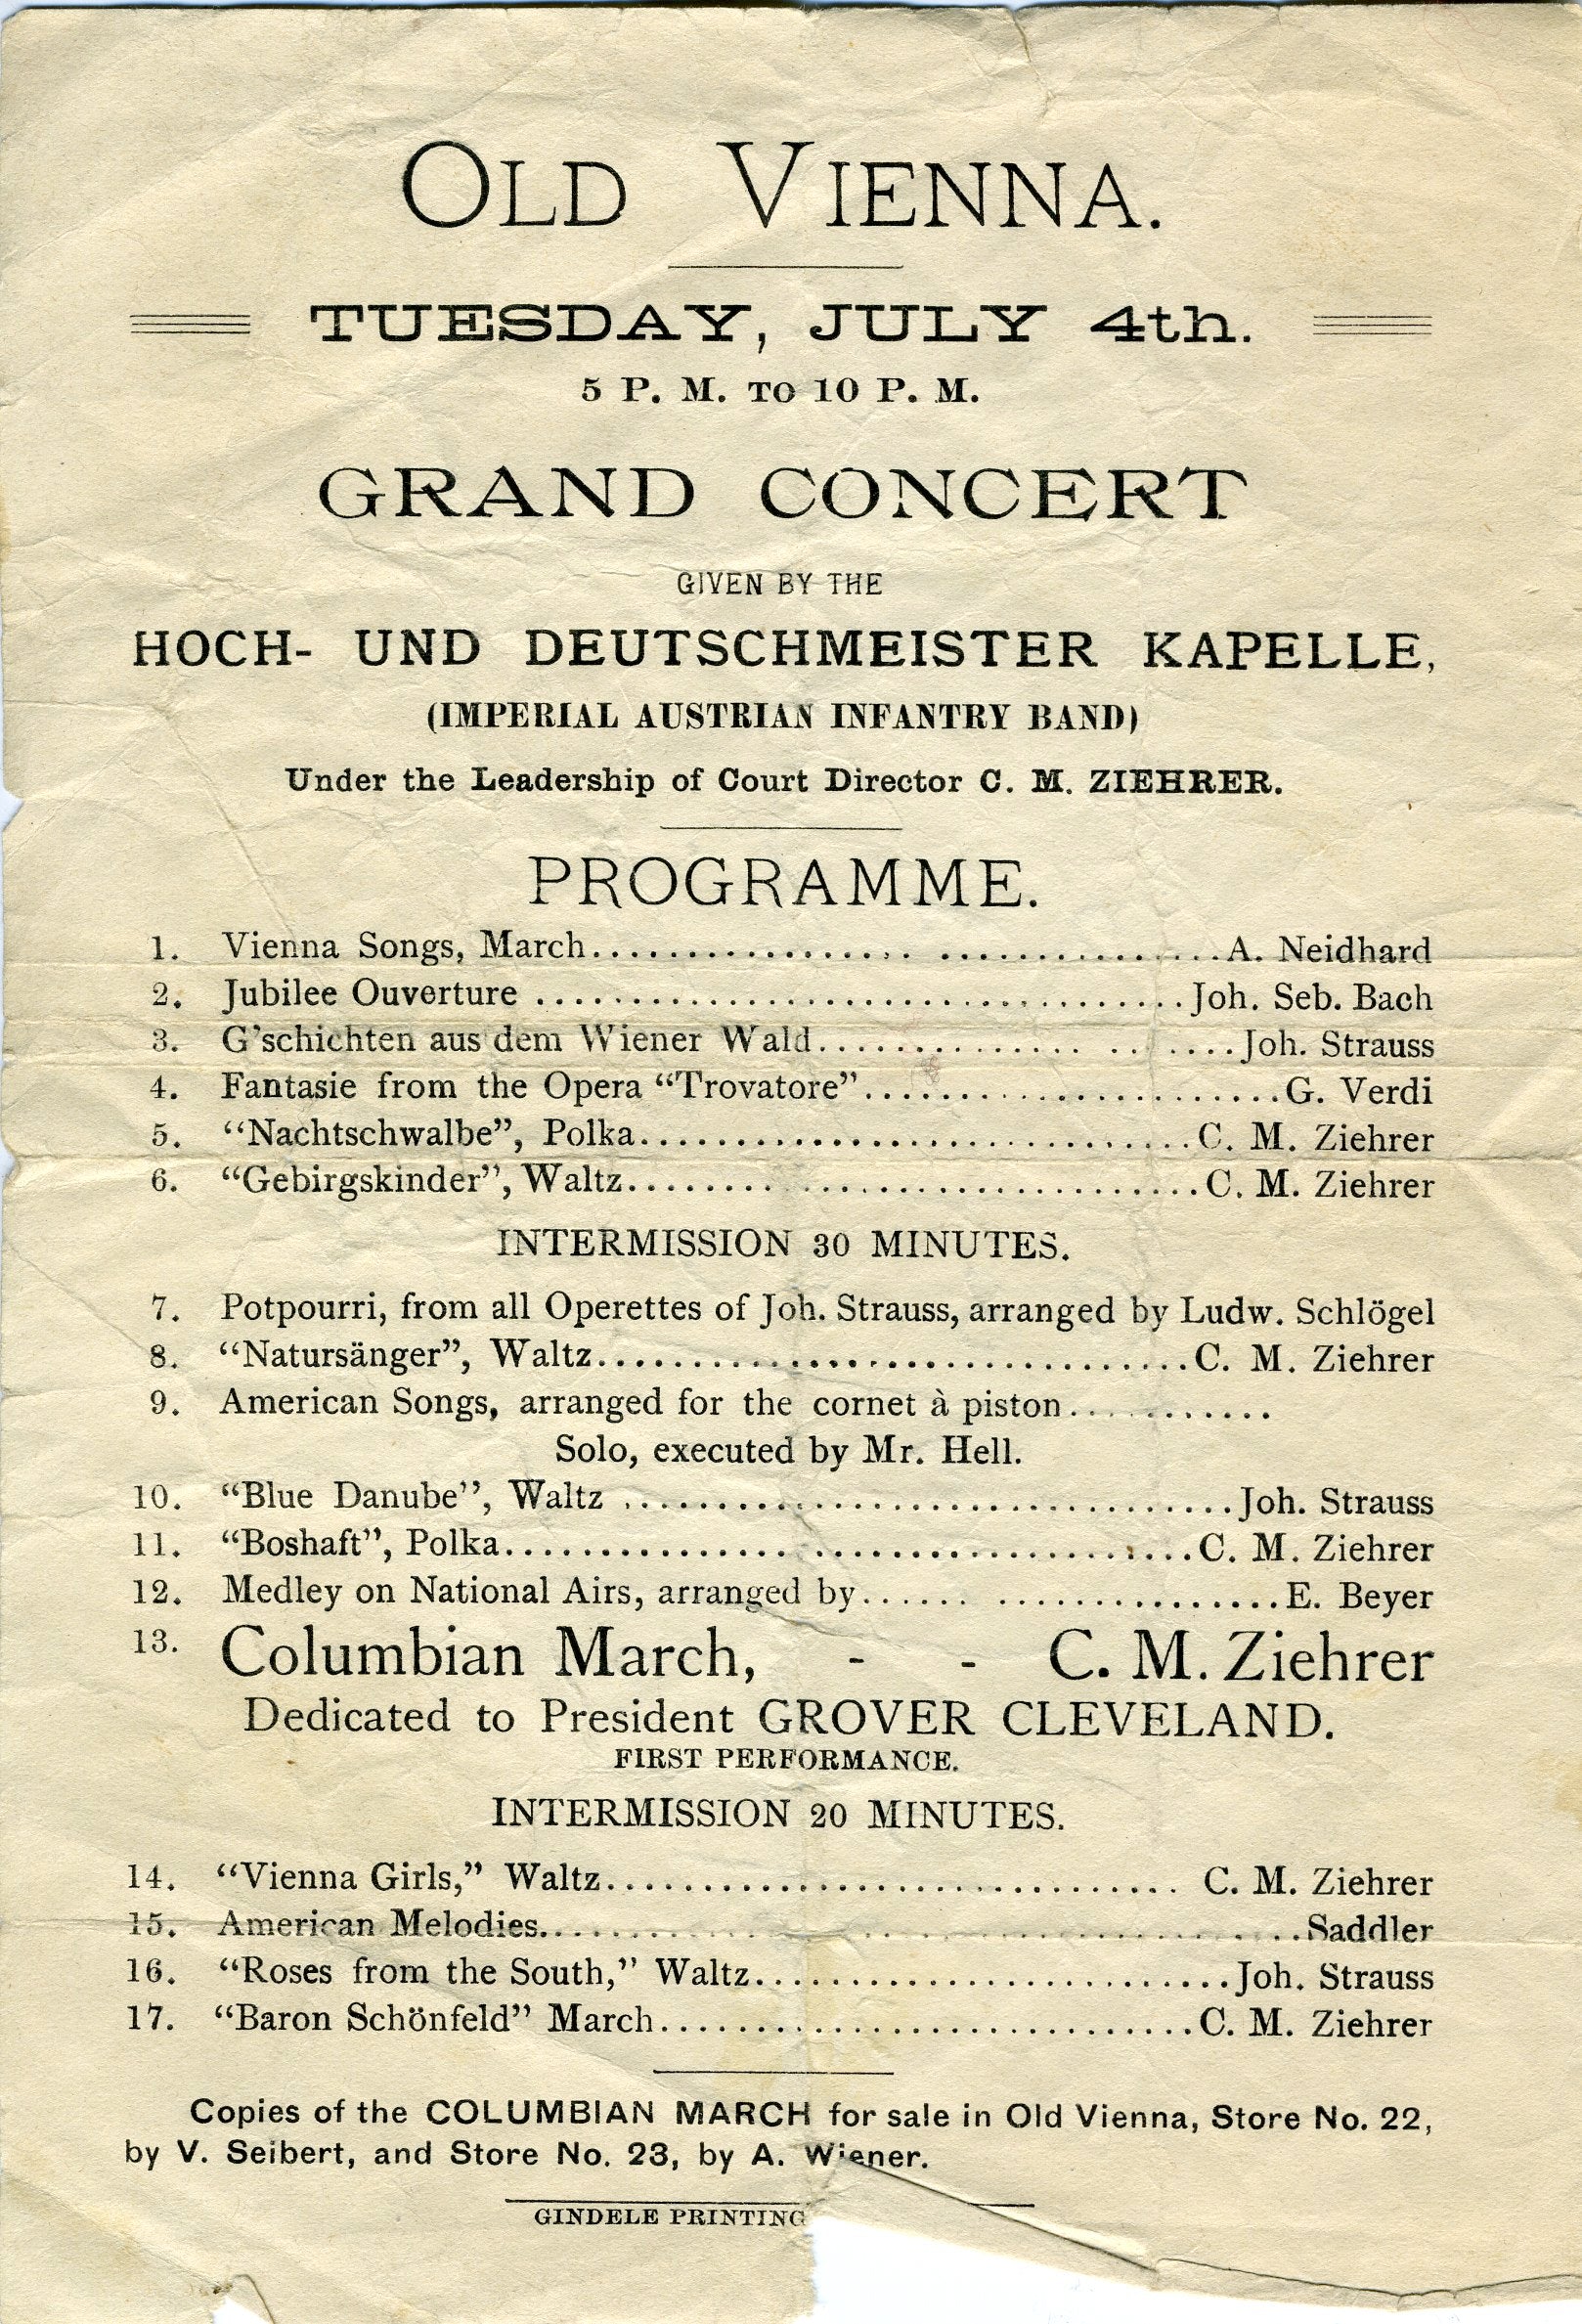 OLD VIENNA.
TUESDAY, JULY 4th.
5 P. M. TO 10 P. M.
GRAND CONCERT
GIVEN BY THE
HOCH- UND DEUTSCHMEISTER KAPELLE,
(IMPERIAL AUSTRIAN INFANTRY BAND)
Under the Leadership of Court Director C. M. ZIEHRER.
PROGRAMME.
1. Vienna Songs, March.................. ................A. Neidhard
2. Jubilee Ouverture ..................................Joh. Seb. Bach
3. G'schichten aus dem Wiener Wald.............. .. . ....Joh. Strauss
4. Fantasie from the Opera “Trovatore”......................G. Verdi
5. “Nachtschwalbe”, Polka.............................C. M. Ziehrer
6. “Gebirgskinder”, Waltz..............................C. M. Ziehrer
INTERMISSION 30 MINUTES.
7. Potpourri, from all Operettes of Joh. Strauss, arranged by Ludw. Schlögel
8. “Natursänger”, Waltz...............................C. M. Ziehrer
9. American Songs, arranged for the cornet à piston...........
Solo, executed by Mr. Hell.
10. “Blue Danube”, Waltz ................................Joh. Strauss
11. “Boshaft”, Polka................ ....................C. M. Ziehrer
12. Medley on National Airs, arranged by...... ...............E. Beyer
13. Columbian March, - - C. M. Ziehrer
Dedicated to President GROVER CLEVELAND.
FIRST PERFORMANCE.
INTERMISSION 20 MINUTES.
14. “Vienna Girls,” Waltz.............................. C. M. Ziehrer
15. American Melodies........................................Saddler
16. “Roses from the South,” Waltz.........................Joh. Strauss
17. “Baron Schönfeld” March............................C. M. Ziehrer
Copies of the COLUMBIAN MARCH for sale in Old Vienna, Store No. 22,
by V. Seibert, and Store No. 23, by A. Wiener.
GINDELE PRINTING